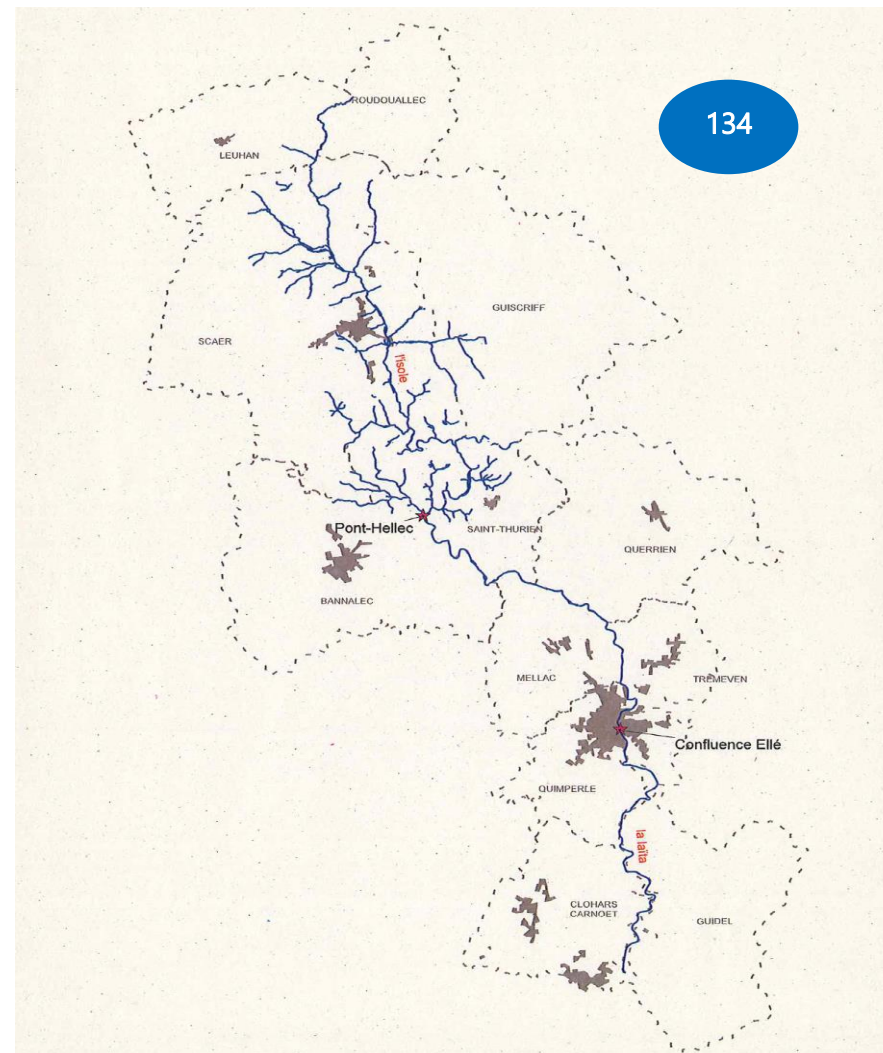 ROUDOUALLEC
134
LEUHAN
GUISCRIFF
SCAER
l'isole
Pont-Hellec
SAINT-THURIEN
QUERRIEN
BANNALEC
MELLAC
TREMEVEN
Confluence Ellé
QUIMPERLE
la laïta
CLOHARS
CARNOET
GUIDEL